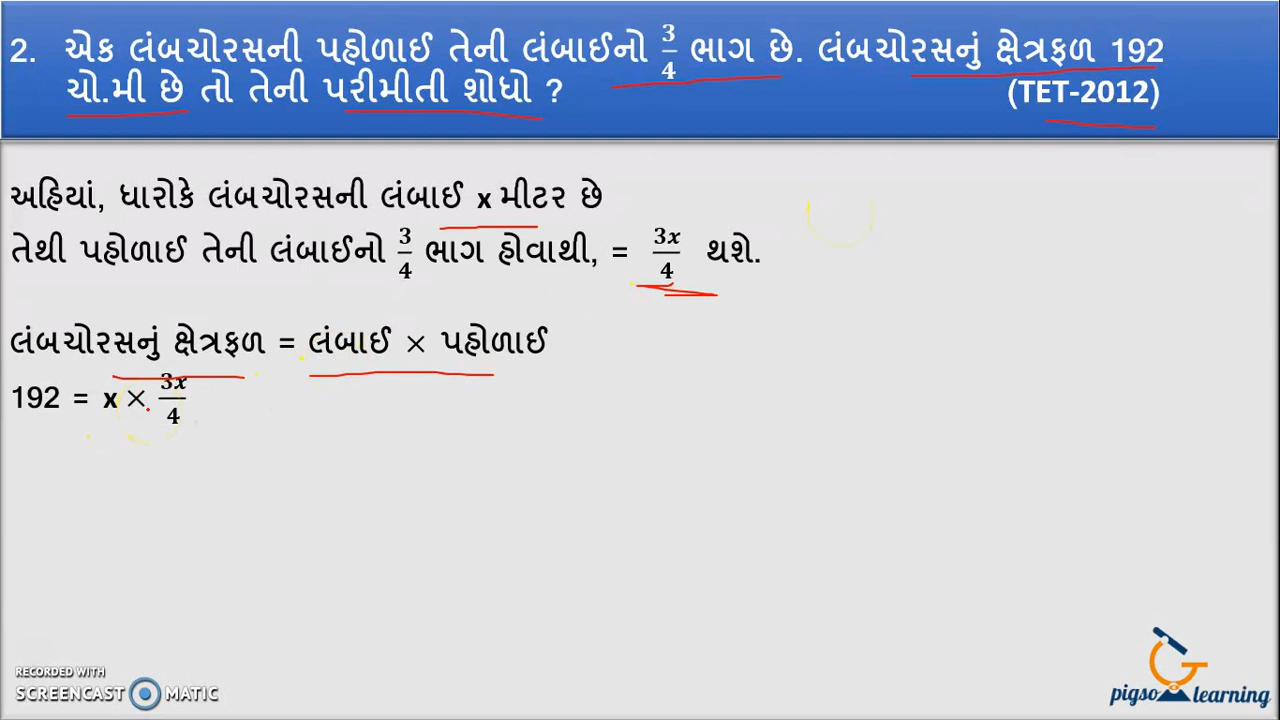 2. એક લંબચોરસની પહોળાઈ તેની લંબાઈનો 3/4 ભાગ છે. લંબચોરસનું ક્ષેત્રફળ 192
ચો.મી છે તો તેની પરીમીતી શોધો ? (TET-2012)
અહિયાં, ધારોકે લંબચોરસની લંબાઈ x મીટર છે
તેથી પહોળાઈ તેની લંબાઈનો 3/4 ભાગ હોવાથી, = 3x/4 થશે.
લંબચોરસનું ક્ષેત્રફળ = લંબાઈ × પહોળાઈ
192 = x × 3x/4
RECORDED WITH
SCREENCAST MATIC
pigso learning